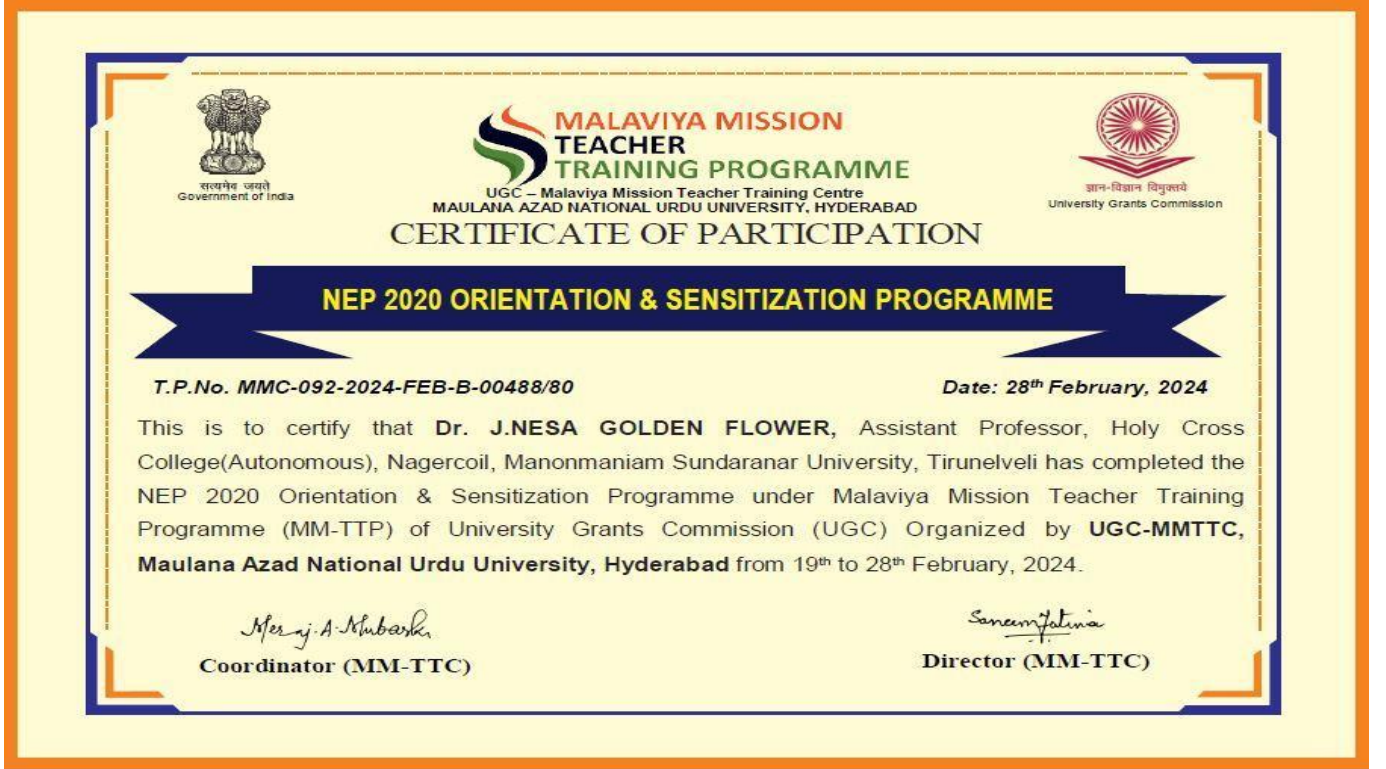 सत्यमेव जयते
Government of India
MALAVIYA MISSION
TEACHER
TRAINING PROGRAMME
UGC – Malaviya Mission Teacher Training Centre
MAULANA AZAD NATIONAL URDU UNIVERSITY, HYDERABAD
ज्ञान-विज्ञान विमुक्तये
University Grants Commission
CERTIFICATE OF PARTICIPATION
NEP 2020 ORIENTATION & SENSITIZATION PROGRAMME
T.P.No. MMC-092-2024-FEB-B-00488/80
Date: 28th February, 2024
This is to certify that Dr. J.NESA GOLDEN FLOWER, Assistant Professor, Holy Cross
College(Autonomous), Nagercoil, Manonmaniam Sundaranar University, Tirunelveli has completed the
NEP 2020 Orientation & Sensitization Programme under Malaviya Mission Teacher Training
Programme (MM-TTP) of University Grants Commission (UGC) Organized by UGC-MMTTC,
Maulana Azad National Urdu University, Hyderabad from 19th to 28th February, 2024.
Meraj.A.Mubarki
Saneem Fatima
Coordinator (MM-TTC)
Director (MM-TTC)